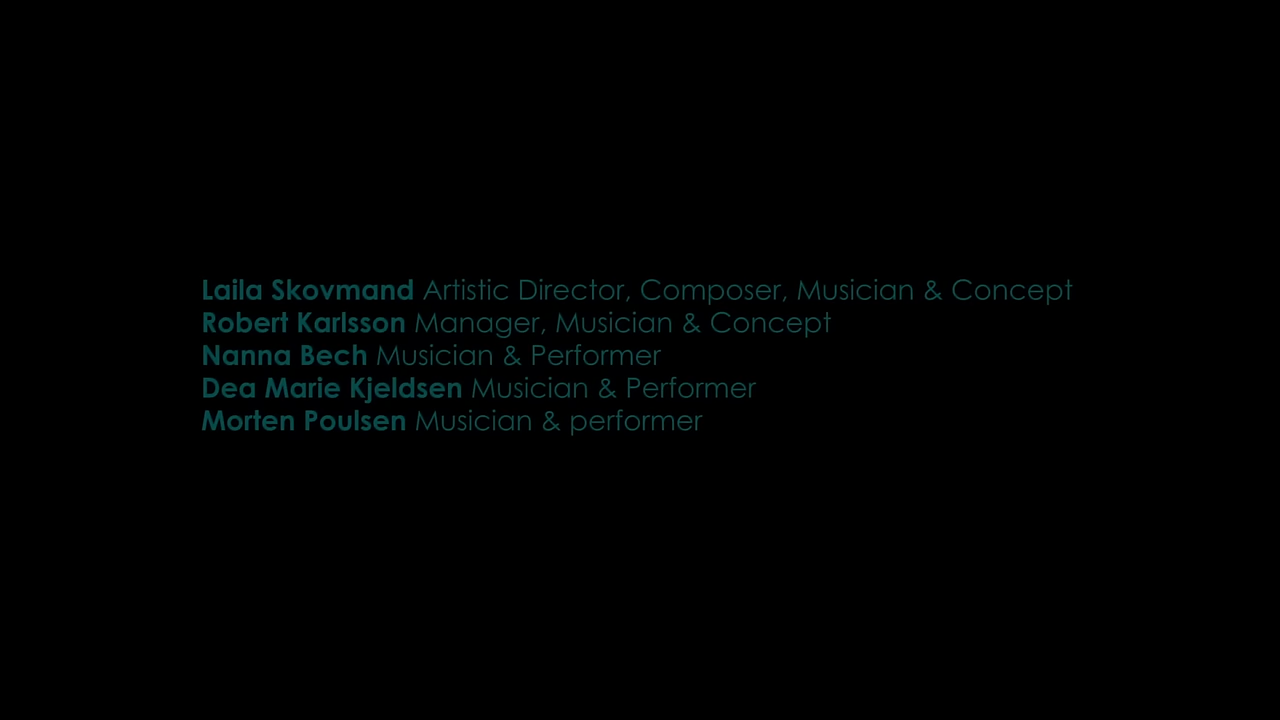 Laila Skovmand Artistic Director, Composer, Musician & Concept
Robert Karlsson Manager, Musician & Concept
Nanna Bech Musician & Performer
Dea Marie Kjeldsen Musician & Performer
Morten Poulsen Musician & performer